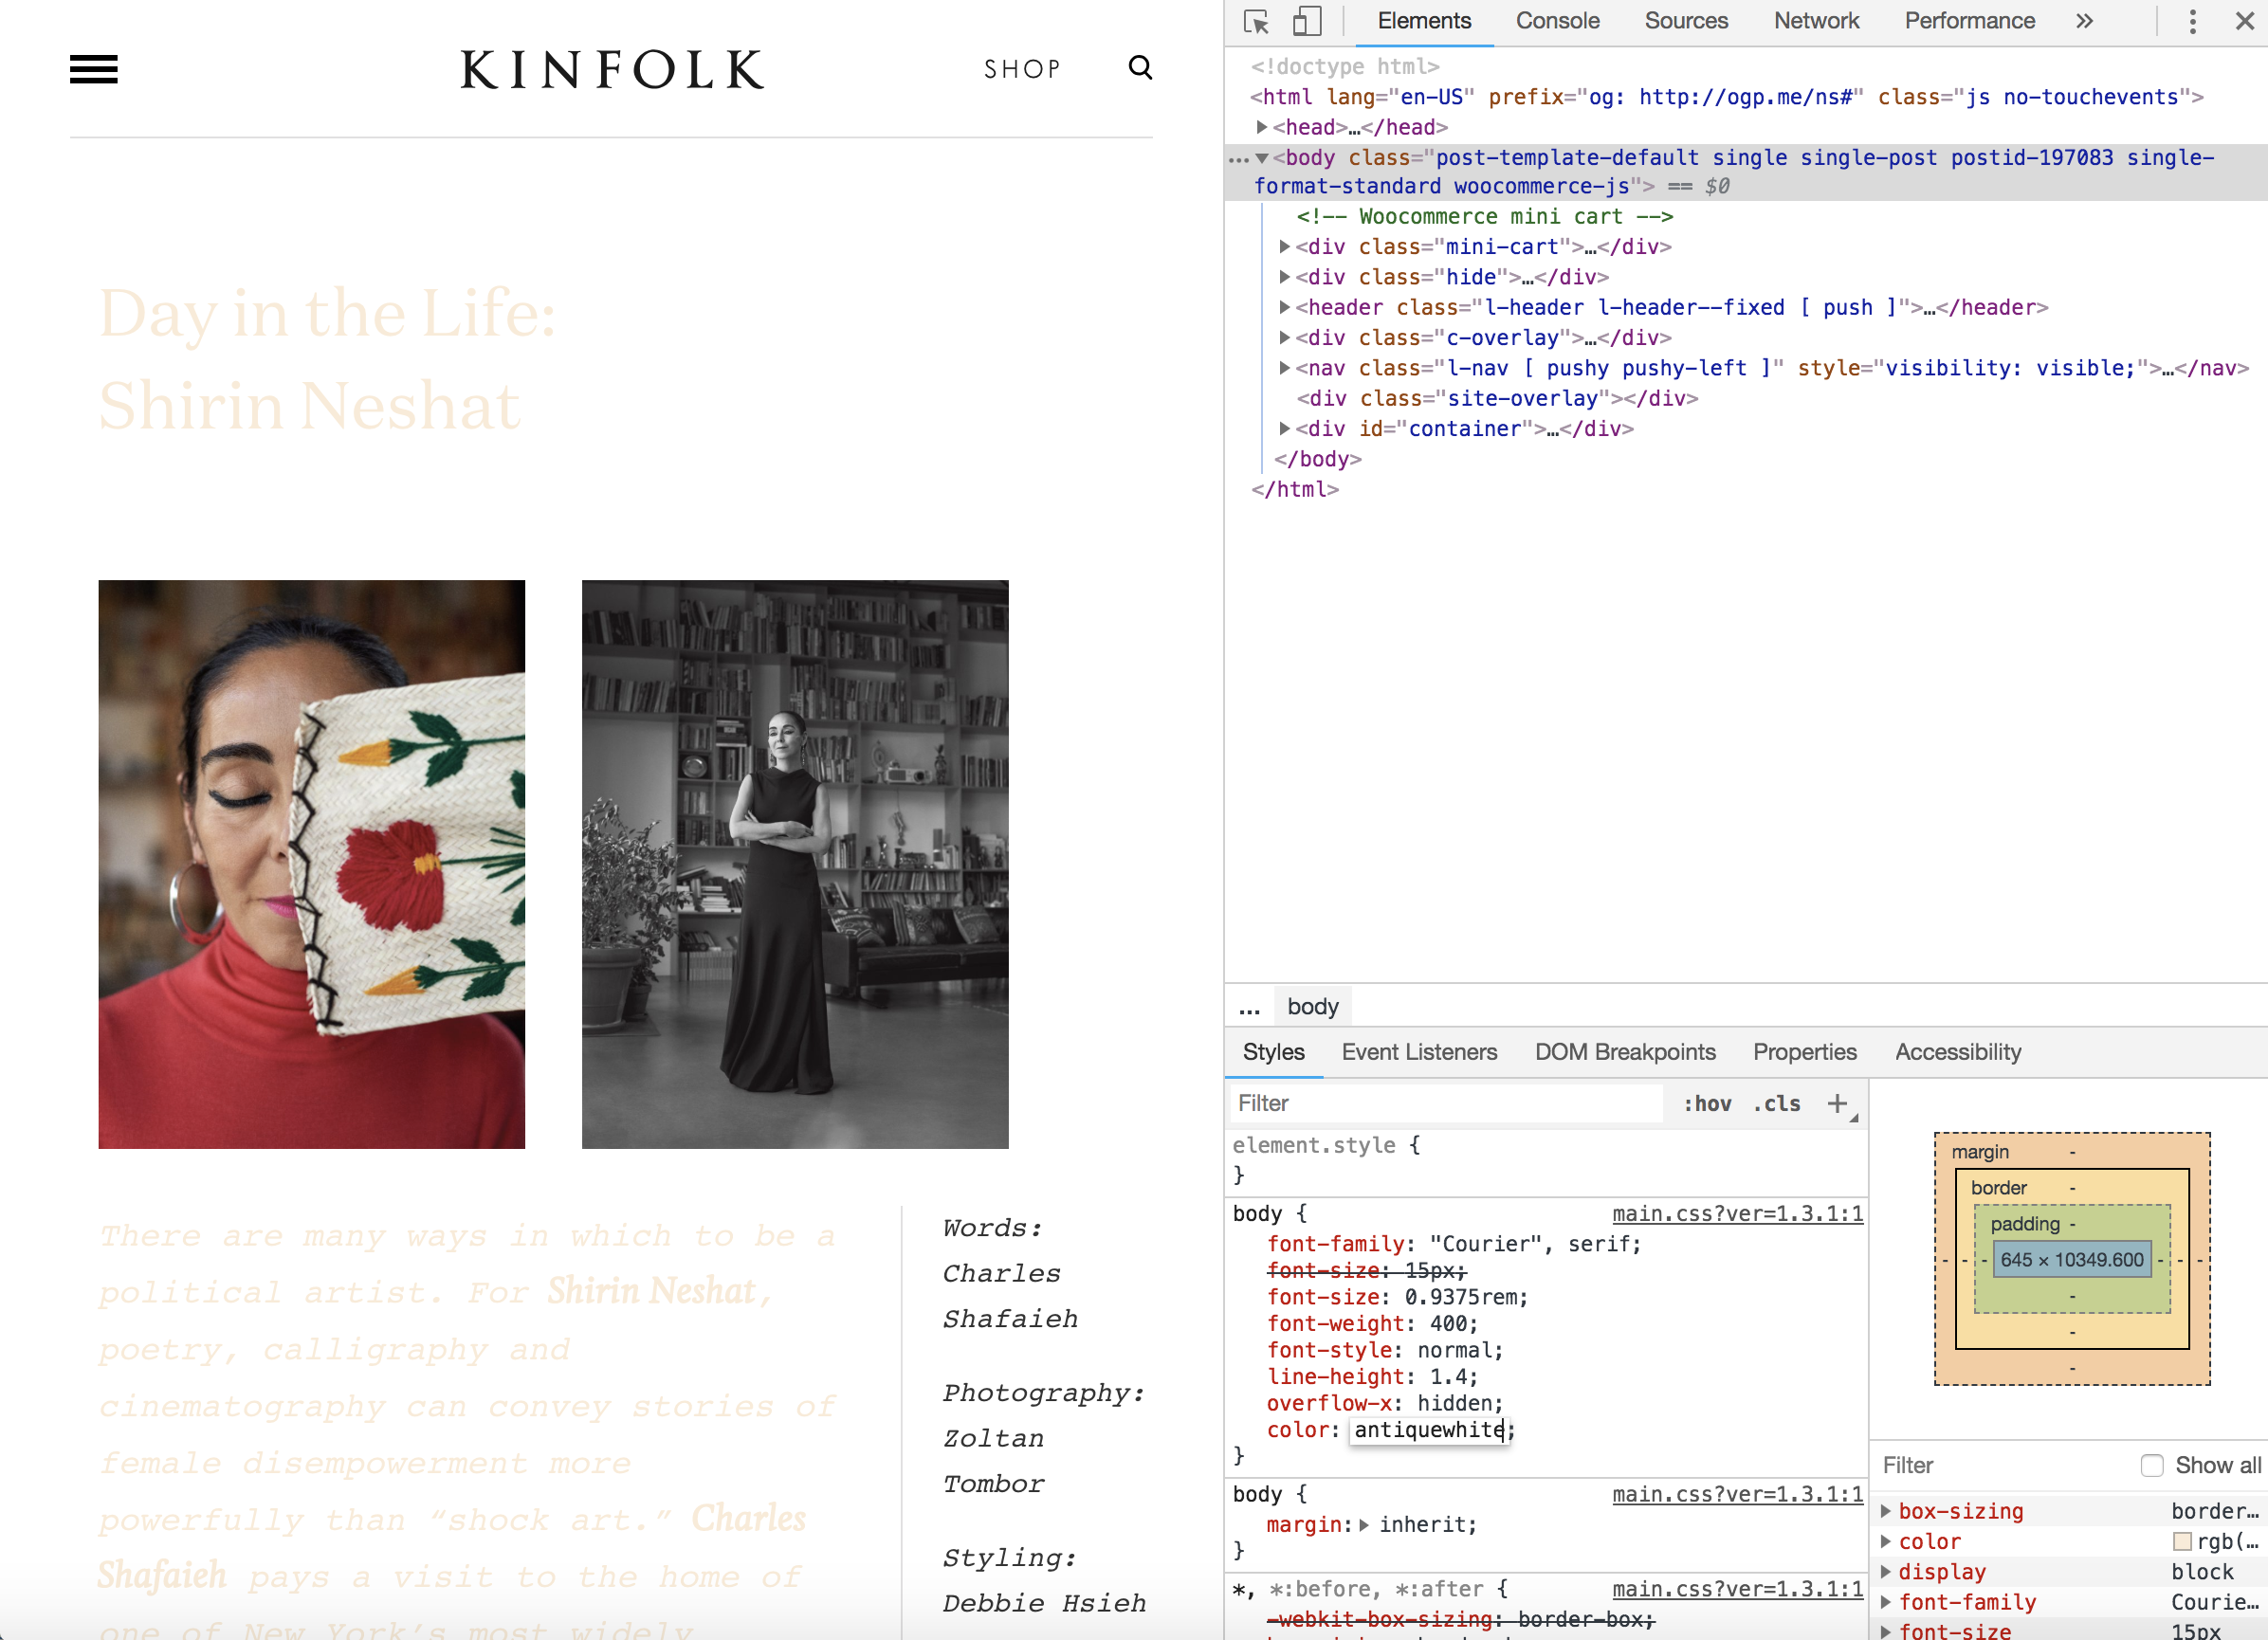 KINFOLK
SHOP
Day in the Life:
Shirin Neshat
There are many ways in which to be a
political artist. For Shirin Neshat,
poetry, calligraphy and
cinematography can convey stories of
female disempowerment more
powerfully than “shock art.” Charles
Shafaieh pays a visit to the home of
one of New York’s most widely
Words:
Charles
Shafaieh
Photography:
Zoltan
Tombor
Styling:
Debbie Hsieh
Elements Console Sources Network Performance »
<!doctype html>
<html lang="en-US" prefix="og: http://ogp.me/ns#" class="js no-touchevents">
<head>…</head>
<body class="post-template-default single single-post postid-197083 single-
format-standard woocommerce-js"> == $0
<!-- Woocommerce mini cart -->
<div class="mini-cart">…</div>
<div class="hide">…</div>
<header class="l-header l-header--fixed [ push ]">…</header>
<div class="c-overlay">…</div>
<nav class="l-nav [ pushy pushy-left ]" style="visibility: visible;">…</nav>
<div class="site-overlay"></div>
<div id="container">…</div>
</body>
</html>
... body
Styles Event Listeners DOM Breakpoints Properties Accessibility
Filter :hov .cls +
element.style {
}
body { main.css?ver=1.3.1:1
font-family: "Courier", serif;
font-size: 15px;
font-size: 0.9375rem;
font-weight: 400;
font-style: normal;
line-height: 1.4;
overflow-x: hidden;
color: antiquewhite;
}
body { main.css?ver=1.3.1:1
margin: inherit;
}
*, *:before, *:after { main.css?ver=1.3.1:1
-webkit-box-sizing: border-box;
margin -
border -
padding -
- - - 645 × 10349.600 - - -
-
-
-
Filter Show all
box-sizing border…
color rgb(…
display block
font-family Courie…
font-size 15px